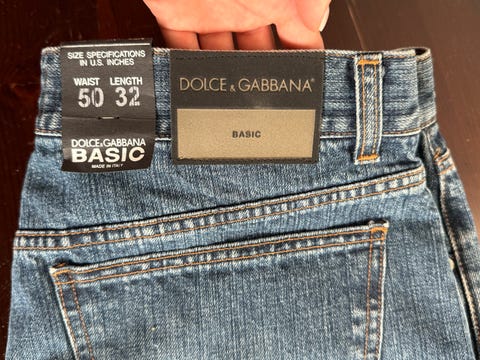 SIZE SPECIFICATIONS
IN U.S. INCHES
WAIST LENGTH
50 32
DOLCE & GABBANA
BASIC
MADE IN ITALY
DOLCE & GABBANA®
BASIC